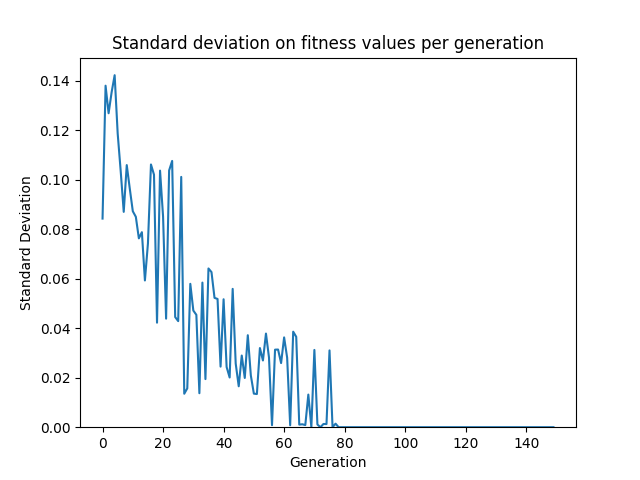 Standard deviation on fitness values per generation
0.14
0.12
0.10
0.08
0.06
0.04
0.02
0.00
Standard Deviation
0 20 40 60 80 100 120 140
Generation